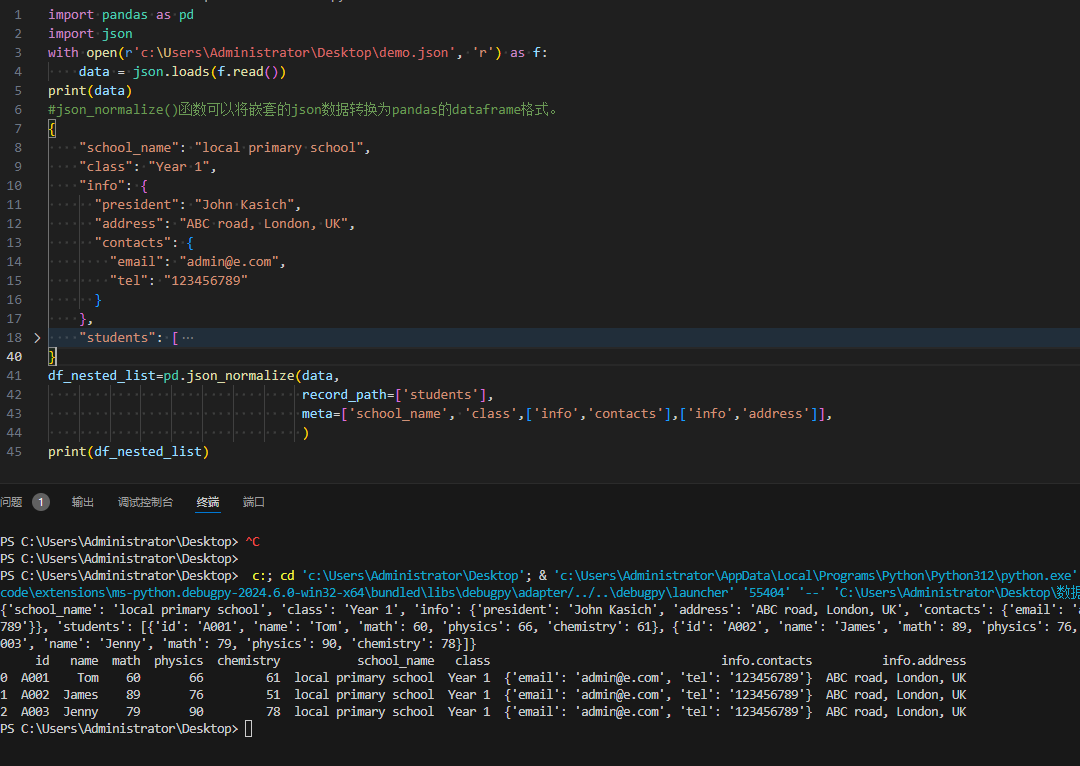 1 import pandas as pd
2 import json
3 with open(r'c:\Users\Administrator\Desktop\demo.json', 'r') as f:
4     data = json.loads(f.read())
5 print(data)
6 #json_normalize()函数可以将嵌套的json数据转换为pandas的dataframe格式。
7 {
8     "school_name": "local primary school",
9     "class": "Year 1",
10     "info": {
11       "president": "John Kasich",
12       "address": "ABC road, London, UK",
13       "contacts": {
14         "email": "admin@e.com",
15         "tel": "123456789"
16       }
17     },
18     "students": [ ···
40 }
41 df_nested_list=pd.json_normalize(data,
42                                 record_path=['students'],
43                                 meta=['school_name', 'class',['info','contacts'],['info','address']],
44                                 )
45 print(df_nested_list)
问题 1 输出 调试控制台 终端 端口
PS C:\Users\Administrator\Desktop> ^C
PS C:\Users\Administrator\Desktop>
PS C:\Users\Administrator\Desktop>  c:; cd 'c:\Users\Administrator\Desktop'; & 'c:\Users\Administrator\AppData\Local\Programs\Python\Python312\python.exe'
code\extensions\ms-python.debugpy-2024.6.0-win32-x64\bundled\libs\debugpy\adapter/../..\debugpy\launcher' '55404' '--' 'C:\Users\Administrator\Desktop\数据
{'school_name': 'local primary school', 'class': 'Year 1', 'info': {'president': 'John Kasich', 'address': 'ABC road, London, UK', 'contacts': {'email': 'a
789'}}, 'students': [{'id': 'A001', 'name': 'Tom', 'math': 60, 'physics': 66, 'chemistry': 61}, {'id': 'A002', 'name': 'James', 'math': 89, 'physics': 76,
003', 'name': 'Jenny', 'math': 79, 'physics': 90, 'chemistry': 78}]}
id name math physics chemistry school_name class info.contacts info.address
0 A001 Tom 60 66 61 local primary school Year 1 {'email': 'admin@e.com', 'tel': '123456789'} ABC road, London, UK
1 A002 James 89 76 51 local primary school Year 1 {'email': 'admin@e.com', 'tel': '123456789'} ABC road, London, UK
2 A003 Jenny 79 90 78 local primary school Year 1 {'email': 'admin@e.com', 'tel': '123456789'} ABC road, London, UK
PS C:\Users\Administrator\Desktop>